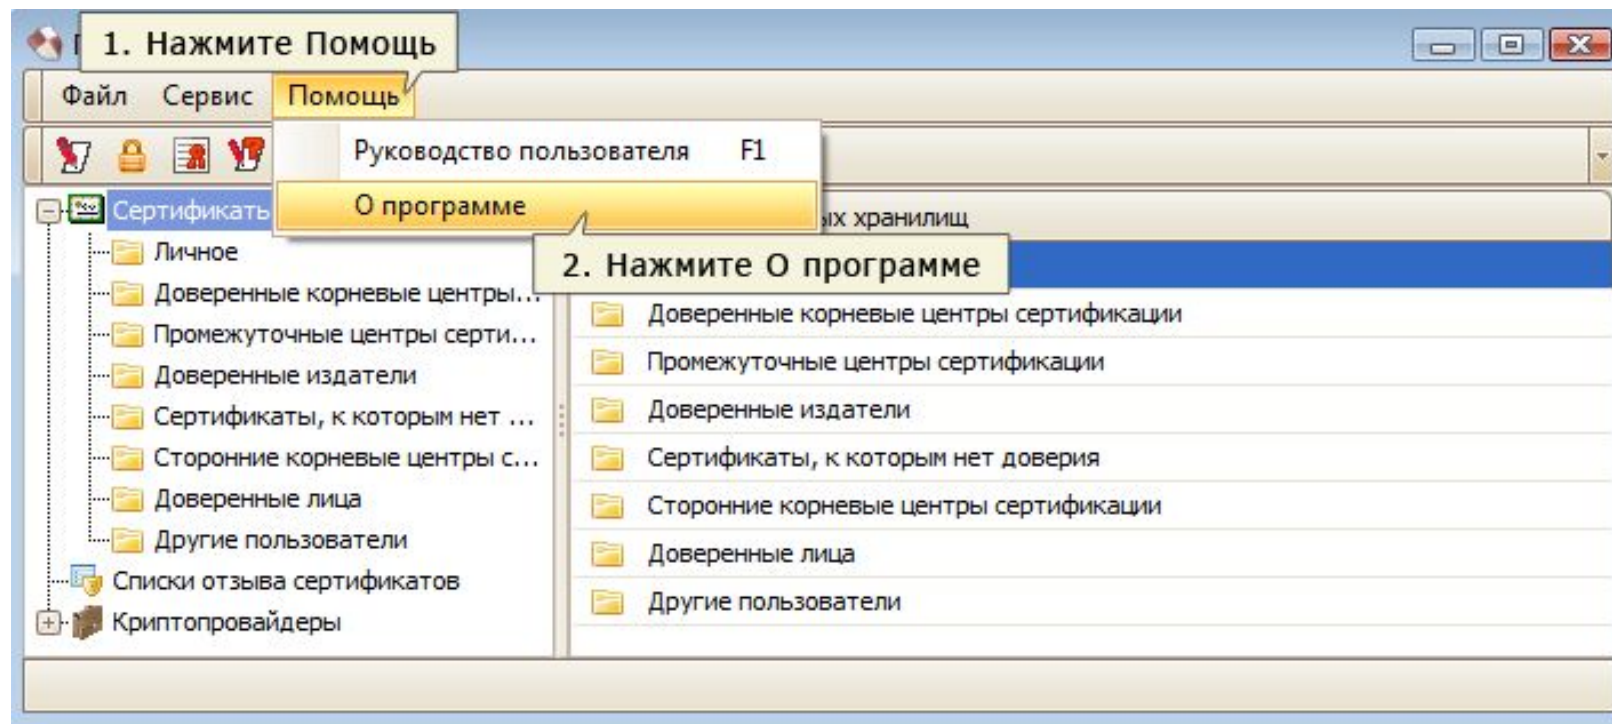 1. Нажмите Помощь
Файл Сервис Помощь
Руководство пользователя F1
О программе
2. Нажмите О программе
Сертификаты
Личное
Доверенные корневые центры...
Промежуточные центры серти...
Доверенные издатели
Сертификаты, к которым нет ...
Сторонние корневые центры с...
Доверенные лица
Другие пользователи
Списки отзыва сертификатов
Криптопровайдеры
хранилищ
Доверенные корневые центры сертификации
Промежуточные центры сертификации
Доверенные издатели
Сертификаты, к которым нет доверия
Сторонние корневые центры сертификации
Доверенные лица
Другие пользователи